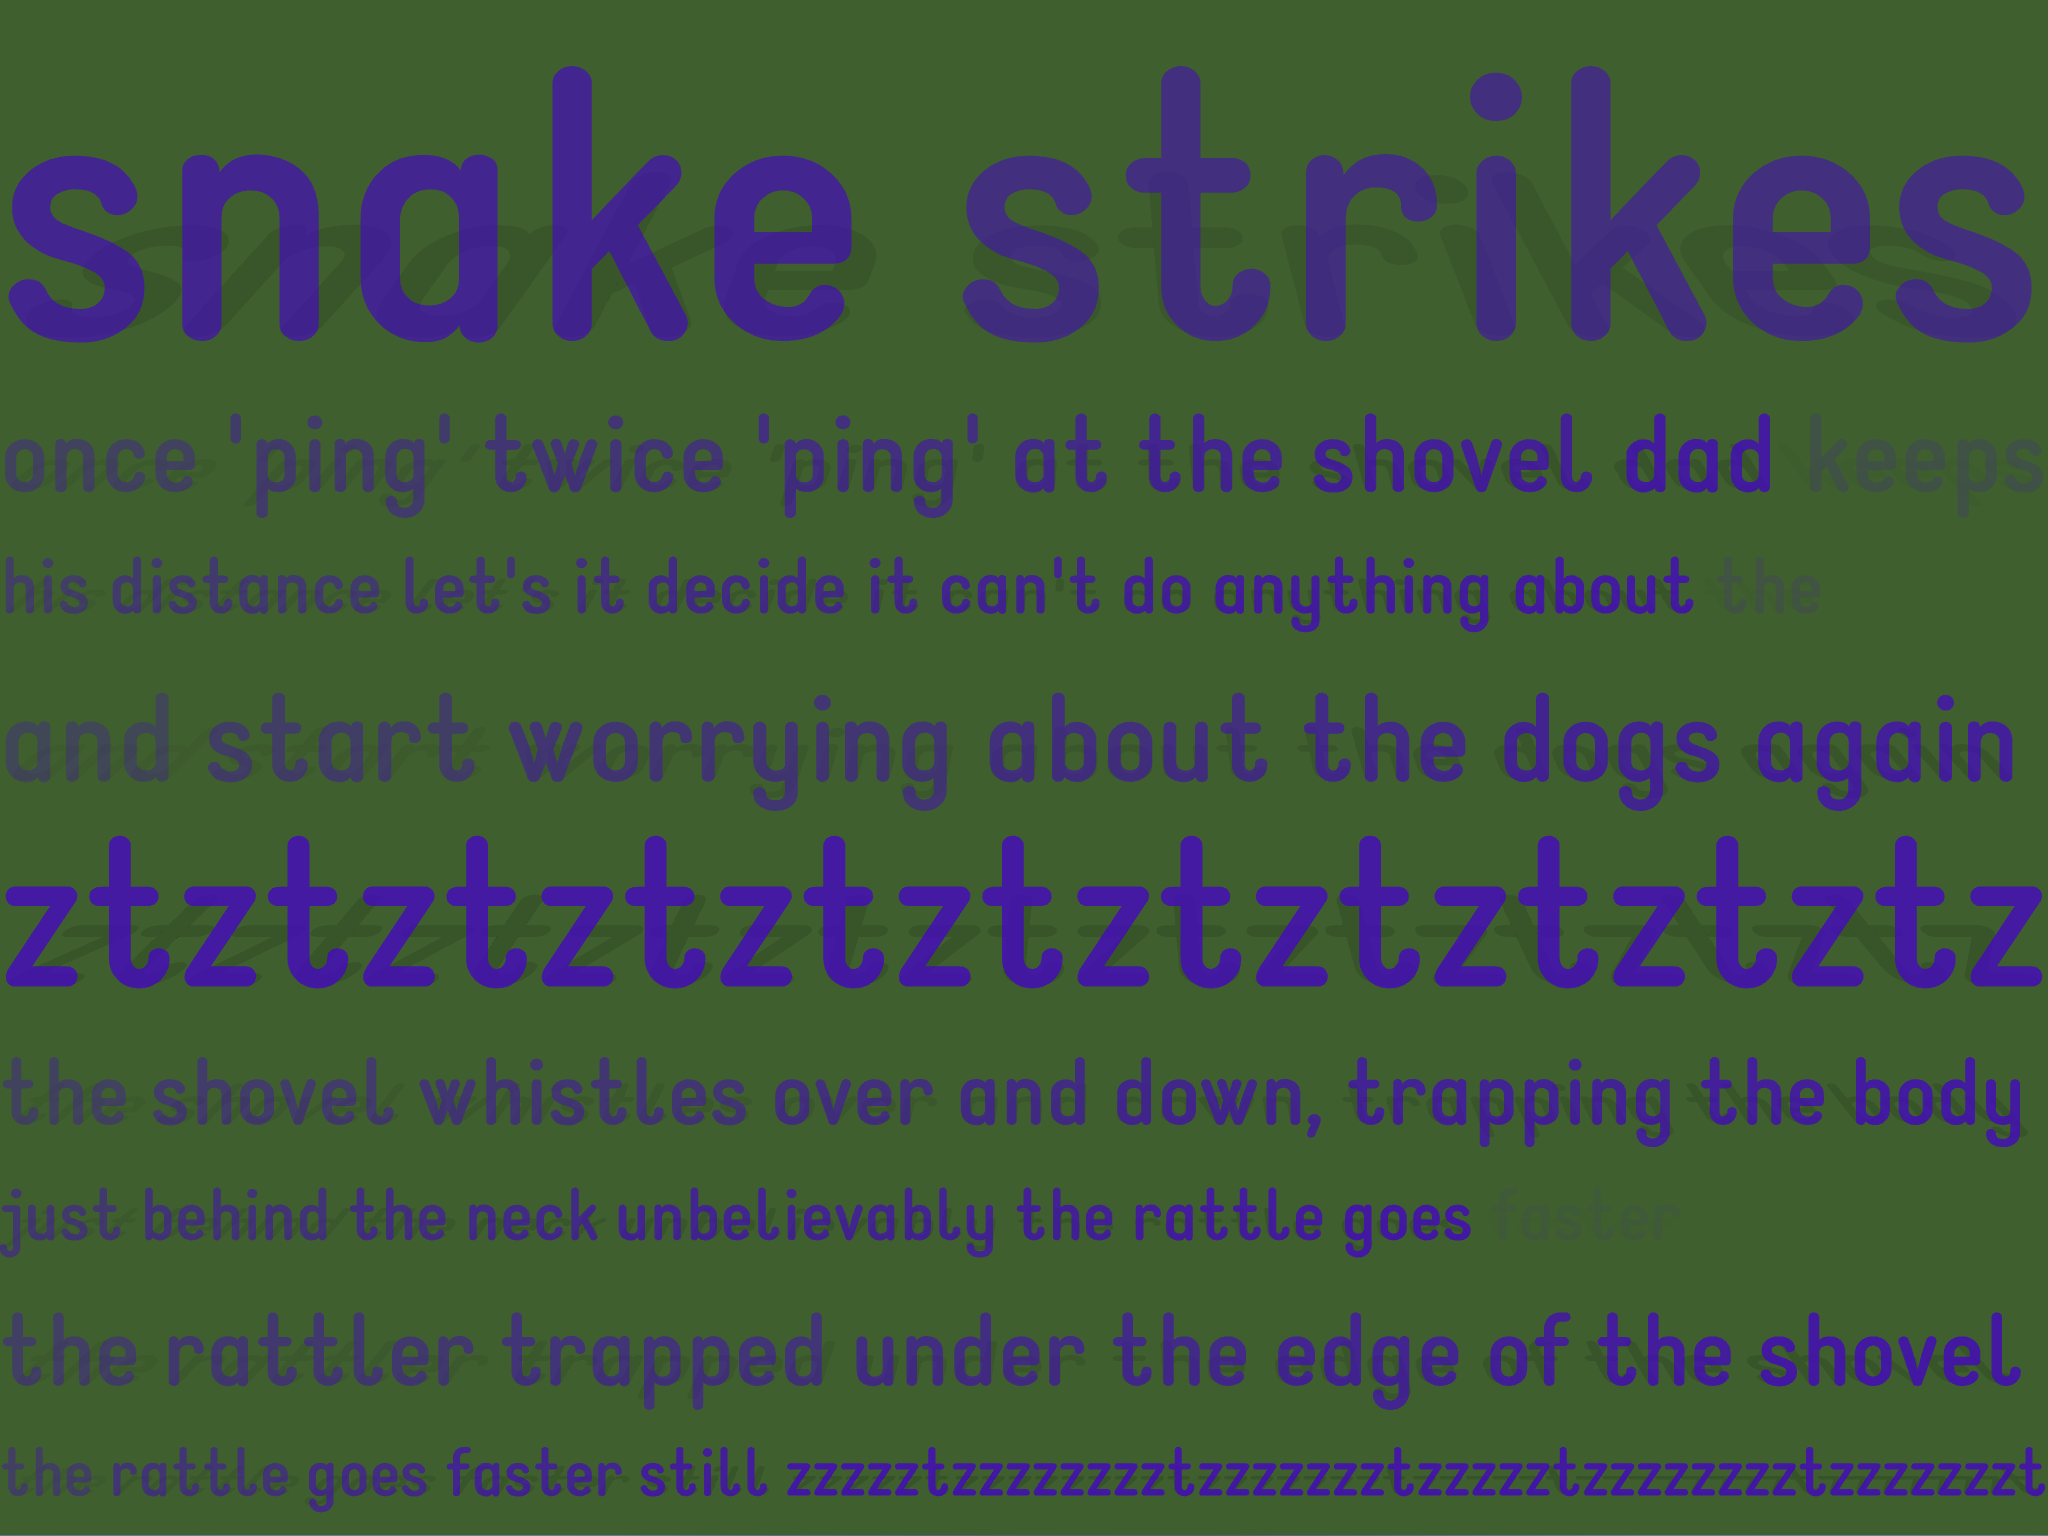 snake strikes
once 'ping' twice 'ping' at the shovel dad keeps
his distance let's it decide it can't do anything about the
and start worrying about the dogs again
ztztztztztztztztztztztz
the shovel whistles over and down, trapping the body
just behind the neck unbelievably the rattle goes faster
the rattler trapped under the edge of the shovel
the rattle goes faster still zzzzztzzzzzzzztzzzzzzztzzzzztzzzzzzzztzzzzzzzt